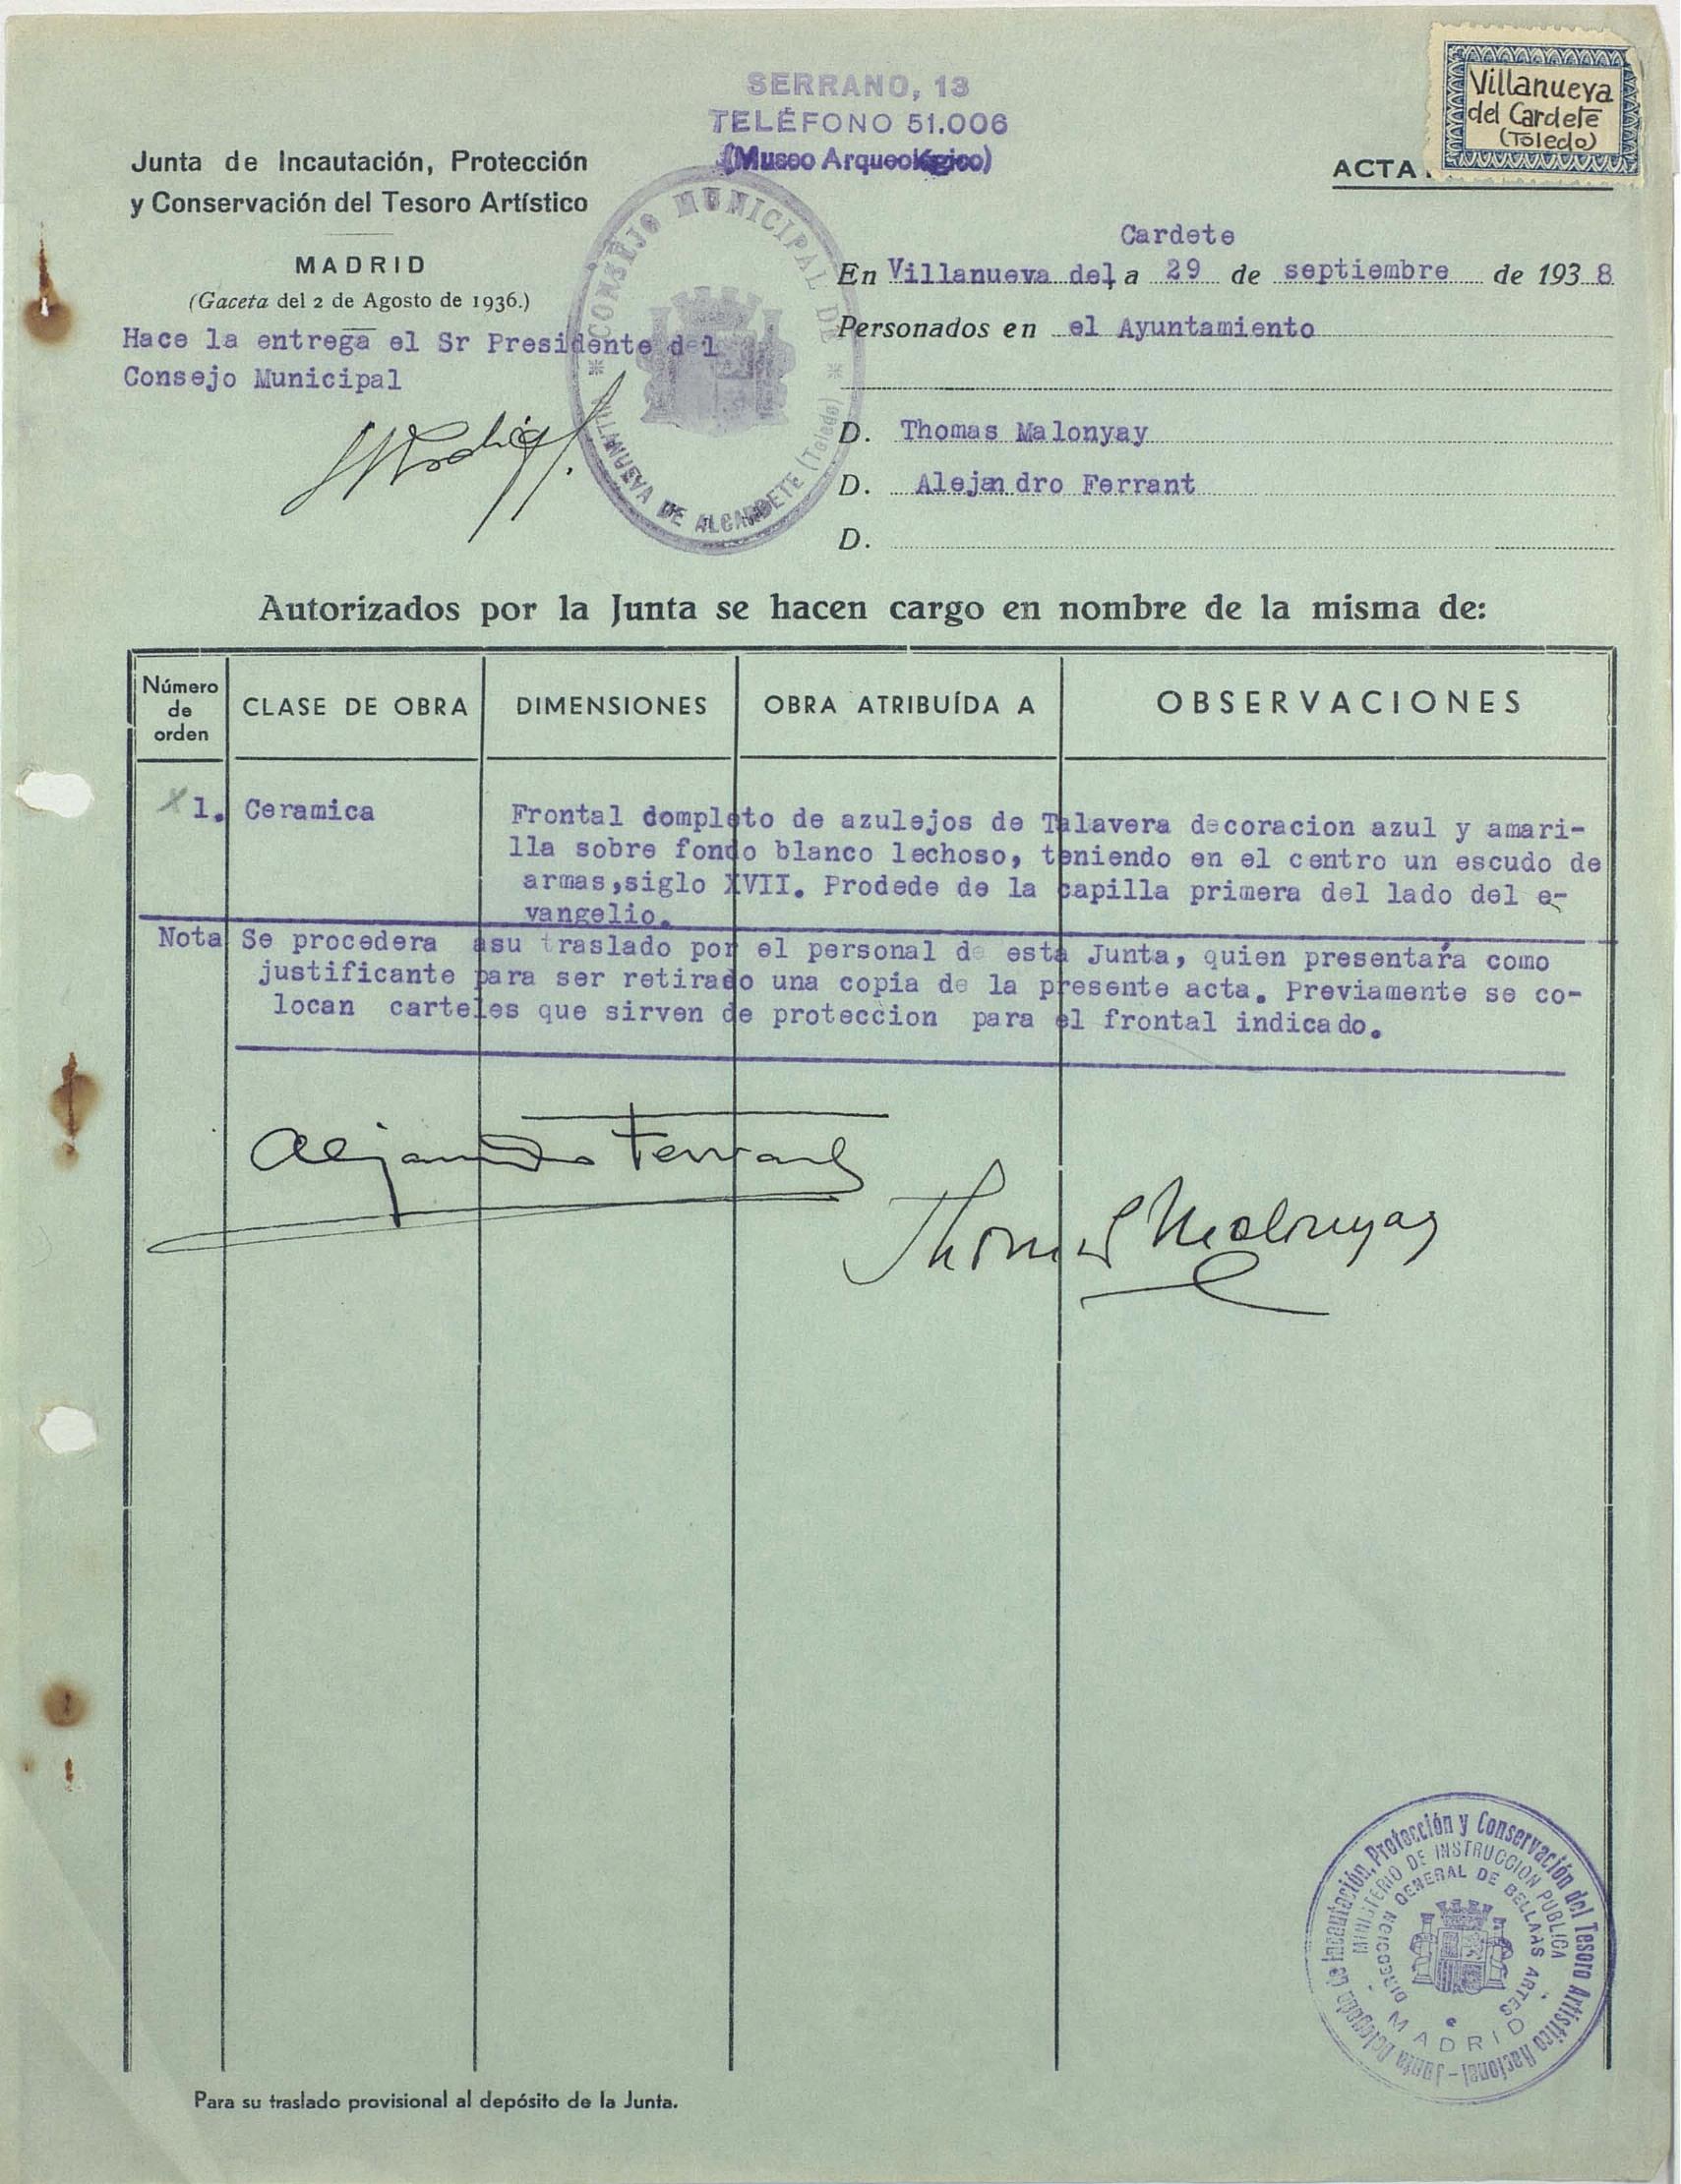 SERRANO, 13
TELÉFONO 51.006
(Museo Arqueológico)
Villanueva
del Cardete
(Toledo)
ACTA
Junta de Incautación, Protección
y Conservación del Tesoro Artístico
MADRID
(Gaceta del 2 de Agosto de 1936.)
Hace la entrega el Sr Presidente del
Consejo Municipal
CONSEJO MUNICIPAL DE
VILLANUEVA DE ALCARDETE (Toledo)
Cardete
En Villanueva del, a 29 de septiembre de 1938
Personados en el Ayuntamiento
D. Thomas Malonyay
D. Alejandro Ferrant
D.
Autorizados por la Junta se hacen cargo en nombre de la misma de:
Número de orden CLASE DE OBRA DIMENSIONES OBRA ATRIBUÍDA A OBSERVACIONES
X 1. Ceramica Frontal dompleto de azulejos de Talavera decoracion azul y amari-
lla sobre fondo blanco lechoso, teniendo en el centro un escudo de
armas,siglo XVII. Prodede de la capilla primera del lado del e-
vangelio.
Nota Se procedera asu traslado por el personal de esta Junta, quien presentará como
justificante para ser retirado una copia de la presente acta. Previamente se co-
locan carteles que sirven de proteccion para el frontal indicado.
Alejandro Ferrant
Thomas Malonyay
Junta Delegada de Incautación, Protección y Conservación del Tesoro Artístico Nacional -
MINISTERIO DE INSTRUCCION PUBLICA
DIRECCION GENERAL DE BELLAAS ARTES
MADRID
Para su traslado provisional al depósito de la Junta.